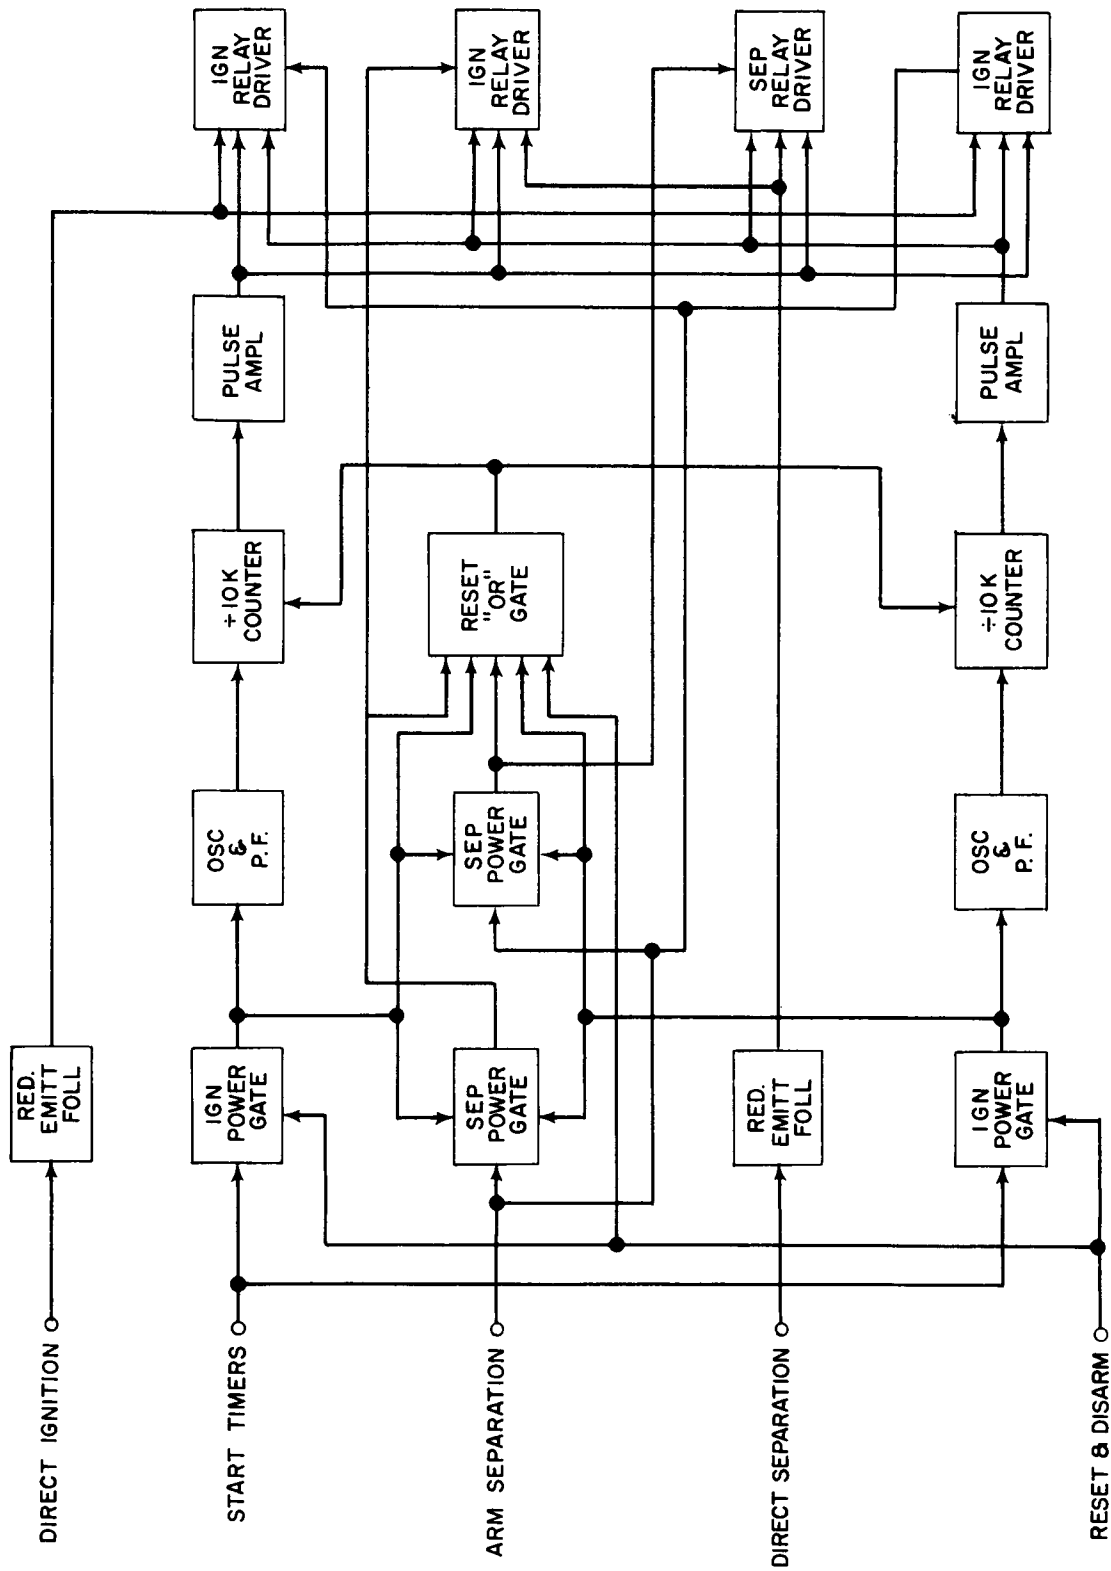 DIRECT IGNITION
RED.
EMITT
FOLL
START TIMERS
IGN
POWER
GATE
OSC
&
P. F.
÷10K
COUNTER
PULSE
AMPL
IGN
RELAY
DRIVER
ARM SEPARATION
SEP
POWER
GATE
SEP
POWER
GATE
RESET
"OR"
GATE
IGN
RELAY
DRIVER
DIRECT SEPARATION
RED.
EMITT
FOLL
SEP
RELAY
DRIVER
RESET & DISARM
IGN
POWER
GATE
OSC
&
P. F.
÷10K
COUNTER
PULSE
AMPL
IGN
RELAY
DRIVER